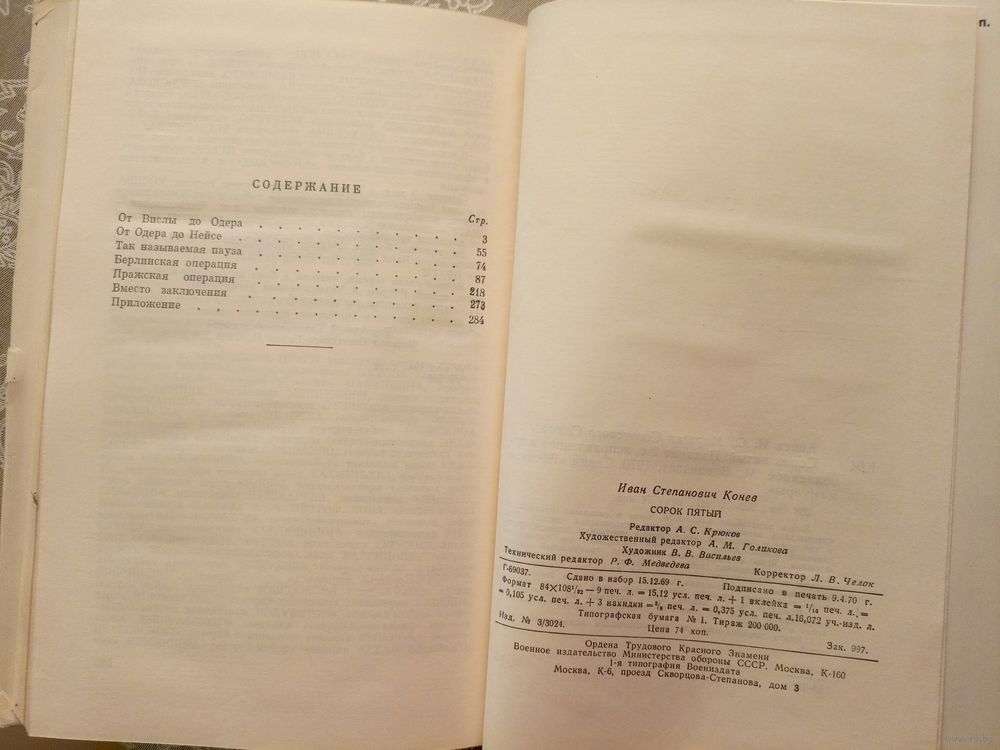 СОДЕРЖАНИЕ
Стр.
От Вислы до Одера . . . . . . . . . . . 3
От Одера до Нейсе . . . . . . . . . . . 55
Так называемая пауза . . . . . . . . . . 74
Берлинская операция . . . . . . . . . . 87
Пражская операция . . . . . . . . . . 218
Вместо заключения . . . . . . . . . . 273
Приложение . . . . . . . . . . . . 284
п.
Иван Степанович Конев
СОРОК ПЯТЫЙ
Редактор А. С. Крюков
Художественный редактор А. М. Голикова
Художник В. В. Васильев
Технический редактор Р. Ф. Медведева Корректор Л. В. Челок
Г-69037. Сдано в набор 15.12.69 г. Подписано в печать 9.4.70 г.
Формат 84×108¹/₃₂ — 9 печ. л. = 15,12 усл. печ. л. + 1 вклейка = ¹/₁₆ печ. л. =
= 0,105 усл. печ. л. + 3 накидки = ³/₈ печ. л. = 0,375 усл. печ. л. 16,072 уч.-изд. л.
Типографская бумага № 1. Тираж 200 000.
Изд. № 3/3024. Цена 74 коп. Зак. 997.
Ордена Трудового Красного Знамени
Военное издательство Министерства обороны СССР. Москва, К-160
1-я типография Воениздата
Москва, К-6, проезд Скворцова-Степанова, дом 3